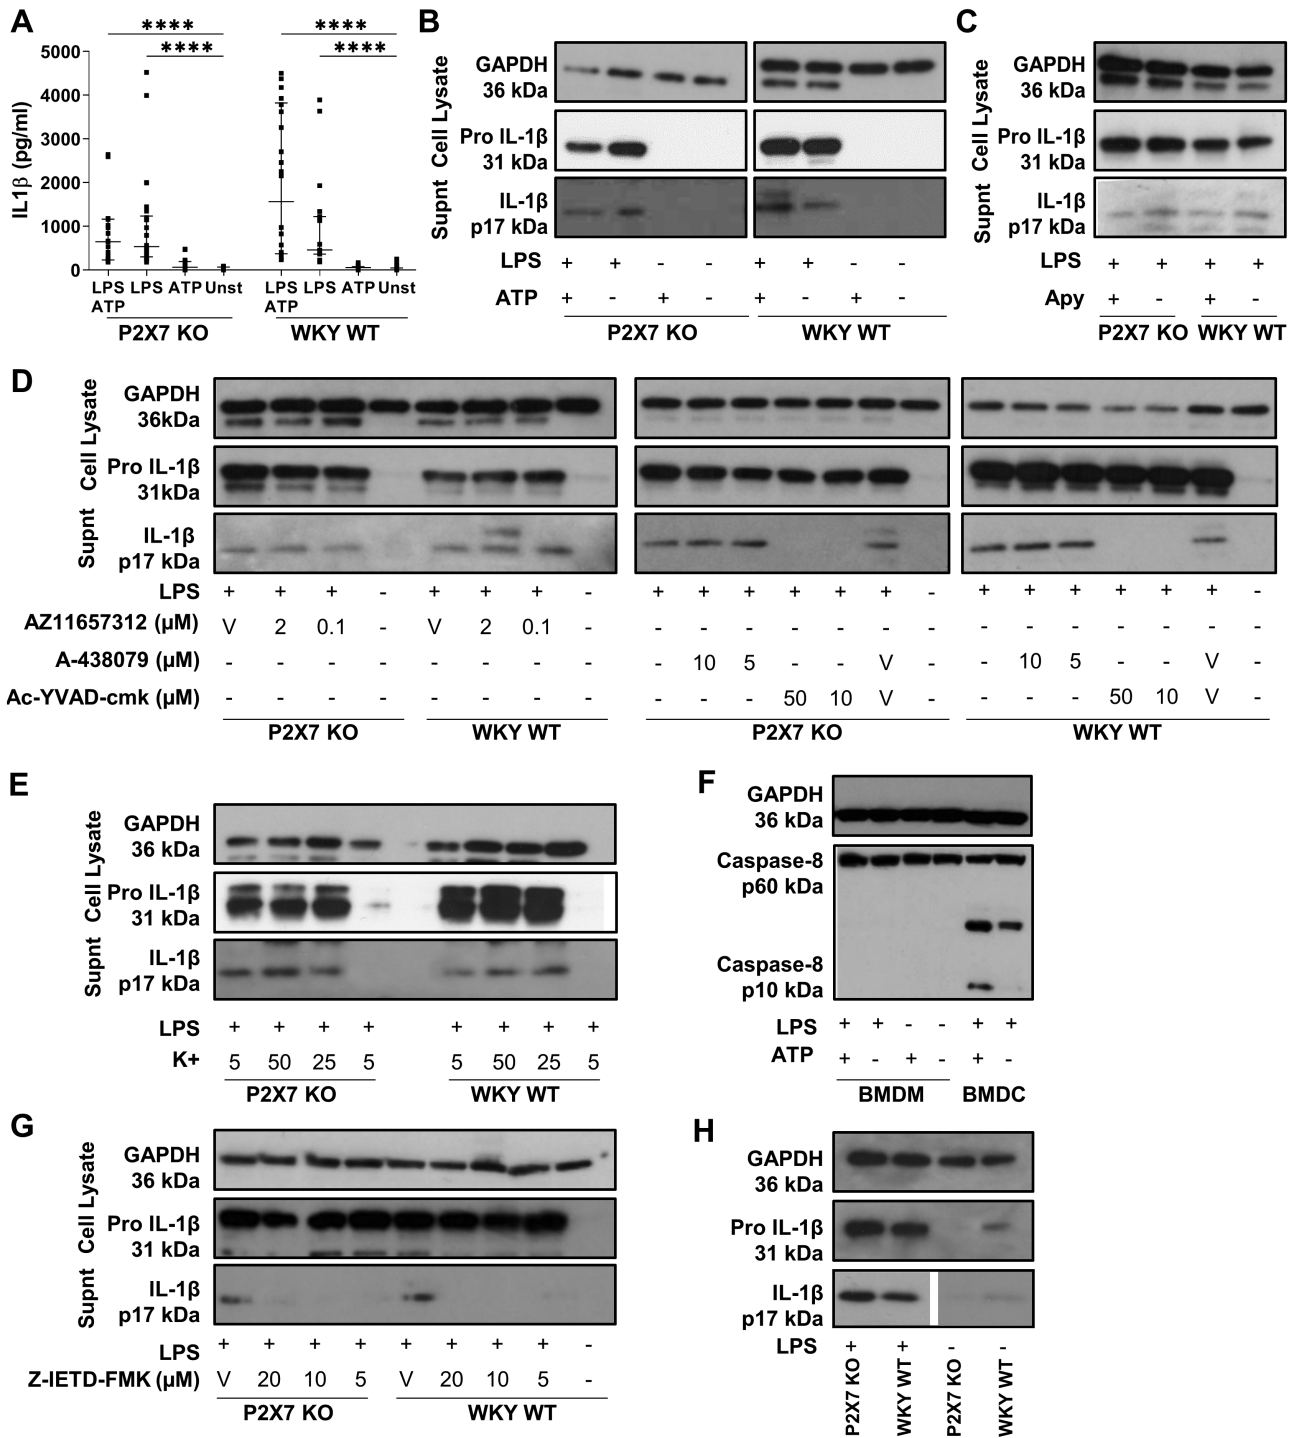 A
****
****
****
****
IL1β (pg/ml)
5000
4000
3000
2000
1000
0
LPS ATP
LPS
ATP
Unst
LPS ATP
LPS
ATP
Unst
P2X7 KO
WKY WT
B
Cell Lysate
Supnt
GAPDH
36 kDa
Pro IL-1β
31 kDa
IL-1β
p17 kDa
LPS + + - - + + - -
ATP + - + - + - + -
P2X7 KO
WKY WT
C
Cell Lysate
Supnt
GAPDH
36 kDa
Pro IL-1β
31 kDa
IL-1β
p17 kDa
LPS + + + +
Apy + - + -
P2X7 KO
WKY WT
D
Cell Lysate
Supnt
GAPDH
36kDa
Pro IL-1β
31kDa
IL-1β
p17 kDa
LPS + + + - + + + - + + + + + + - + + + + + + -
AZ11657312 (µM) V 2 0.1 - V 2 0.1 - - - - - - - - - - - - - - -
A-438079 (µM) - - - - - - - - - 10 5 - - V - - 10 5 - - V -
Ac-YVAD-cmk (µM) - - - - - - - - - - - 50 10 V - - - - 50 10 V -
P2X7 KO
WKY WT
P2X7 KO
WKY WT
E
Cell Lysate
Supnt
GAPDH
36 kDa
Pro IL-1β
31 kDa
IL-1β
p17 kDa
LPS + + + + + + + +
K+ 5 50 25 5 5 50 25 5
P2X7 KO
WKY WT
F
GAPDH
36 kDa
Caspase-8
p60 kDa
Caspase-8
p10 kDa
LPS + + - - + +
ATP + - + - + -
BMDM
BMDC
G
Cell Lysate
Supnt
GAPDH
36 kDa
Pro IL-1β
31 kDa
IL-1β
p17 kDa
LPS + + + + + + + + -
Z-IETD-FMK (µM) V 20 10 5 V 20 10 5 -
P2X7 KO
WKY WT
H
GAPDH
36 kDa
Pro IL-1β
31 kDa
IL-1β
p17 kDa
LPS + + - -
P2X7 KO
WKY WT
P2X7 KO
WKY WT